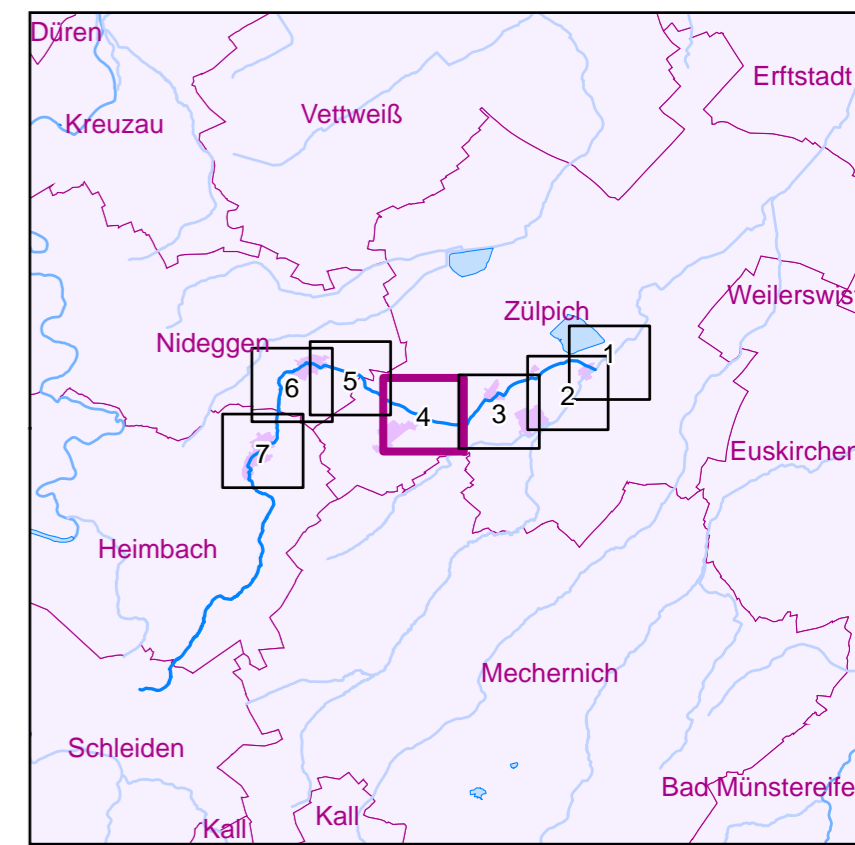 Düren
Erftstadt
Vettweiß
Kreuzau
Weilerswis
Zülpich
Nideggen
1
5
6
2
4
3
7
Euskircher
Heimbach
Mechernich
Schleiden
Bad Münstereife
Kall
Kall